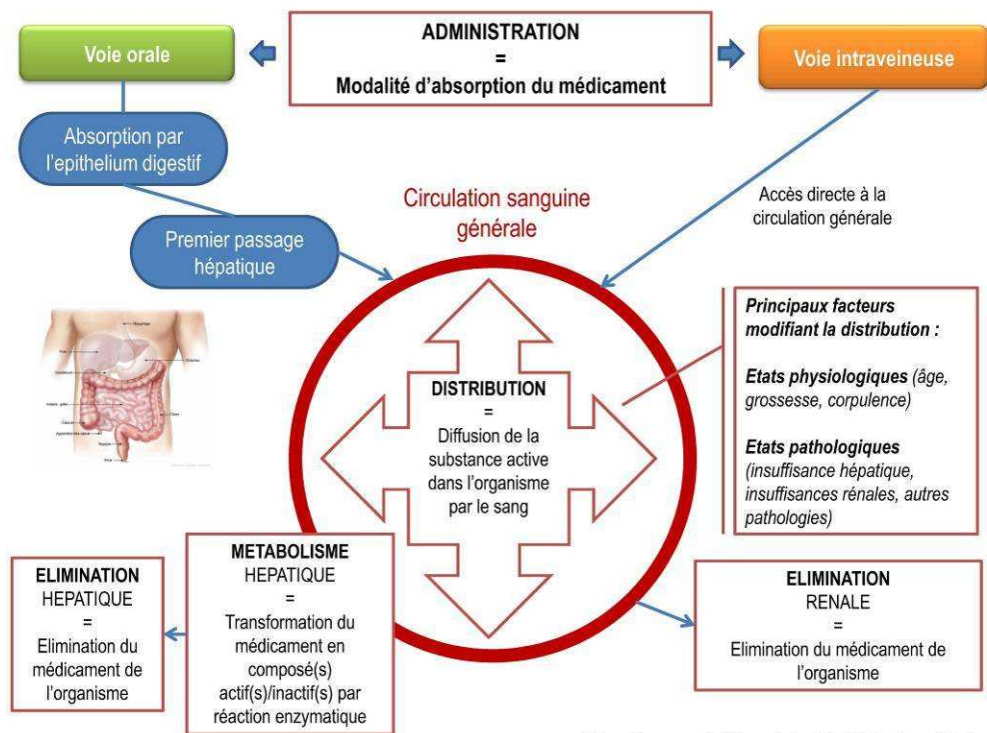 ADMINISTRATION
=
Modalité d'absorption du médicament
Voie orale
Voie intraveineuse
Absorption par
l'epithelium digestif
Premier passage
hépatique
Circulation sanguine
générale
Accès directe à la
circulation générale
Principaux facteurs
modifiant la distribution :
Etats physiologiques (âge,
grossesse, corpulence)
Etats pathologiques
(insuffisance hépatique,
insuffisances rénales, autres
pathologies)
DISTRIBUTION
=
Diffusion de la
substance active
dans l'organisme
par le sang
METABOLISME
HEPATIQUE
=
Transformation du
médicament en
composé(s)
actif(s)/inactif(s) par
réaction enzymatique
ELIMINATION
HEPATIQUE
=
Elimination du
médicament de
l'organisme
ELIMINATION
RENALE
=
Elimination du médicament de
l'organisme